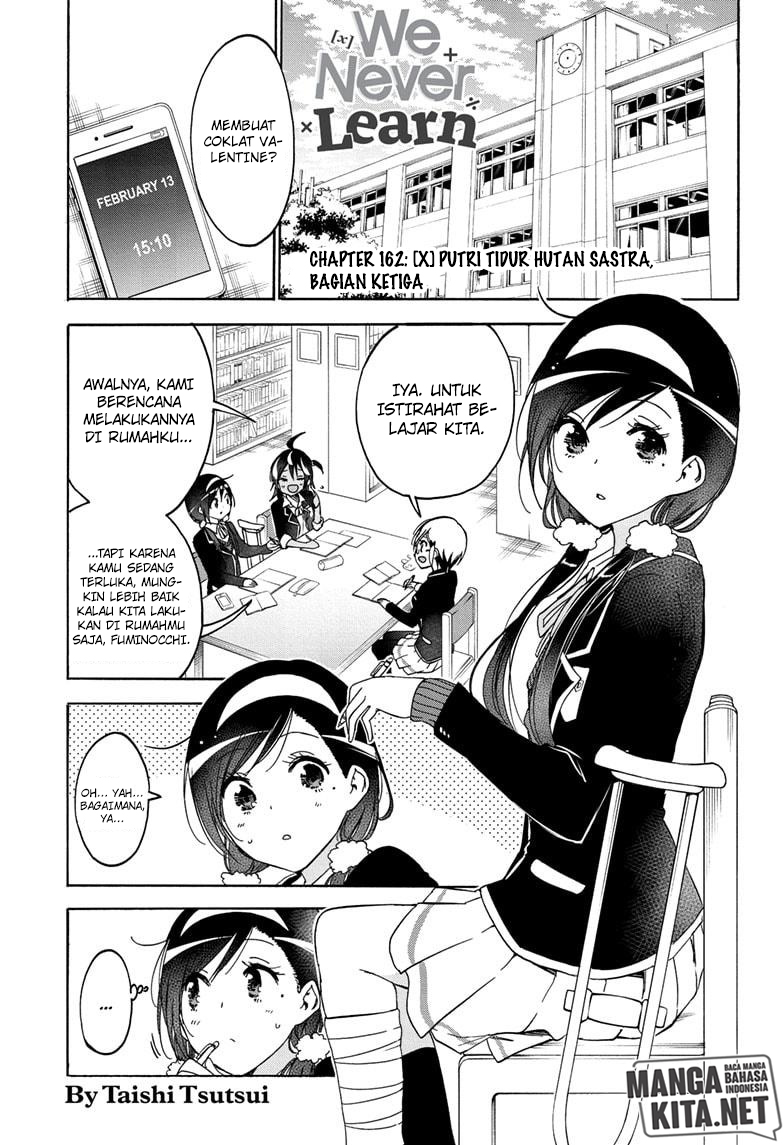 [x] We +
Never ÷
× Learn
MEMBUAT
COKLAT VA-
LENTINE?
FEBRUARY 13
15:10
CHAPTER 162: [X] PUTRI TIDUR HUTAN SASTRA,
BAGIAN KETIGA
IYA. UNTUK
ISTIRAHAT BE-
LAJAR KITA.
AWALNYA, KAMI
BERENCANA
MELAKUKANNYA
DI RUMAHKU...
...TAPI KARENA
KAMU SEDANG
TERLUKA, MUNG-
KIN LEBIH BAIK
KALAU KITA LAKU-
KAN DI RUMAHMU
SAJA, FUMINOCCHI.
OH... YAH...
BAGAIMANA,
YA...
...
By Taishi Tsutsui
MANGA
KITA.NET
BACA MANGA
BAHASA
INDONESIA